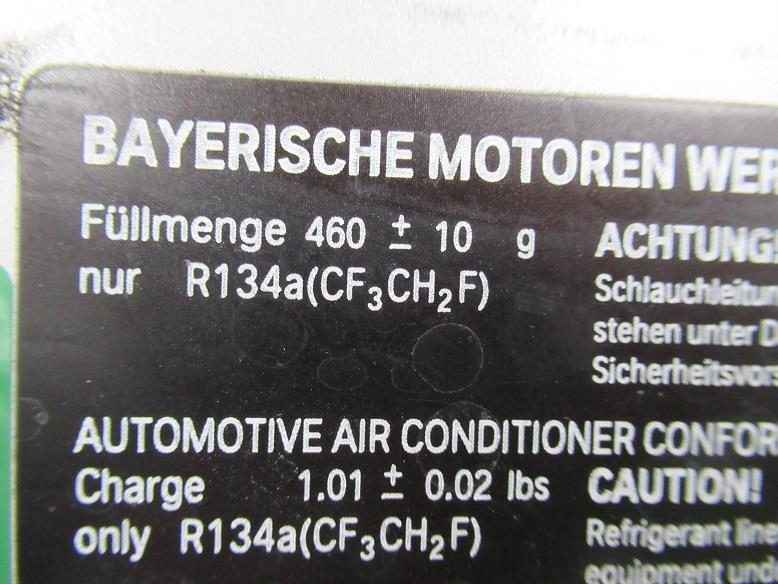 BAYERISCHE MOTOREN WER
Füllmenge 460 ± 10 g
nur R134a(CF₃CH₂F)
ACHTUNG!
Schlauchleitun
stehen unter D
Sicherheitsvors
AUTOMOTIVE AIR CONDITIONER CONFOR
Charge 1.01 ± 0.02 lbs
only R134a(CF₃CH₂F)
CAUTION!
Refrigerant line
equipment und